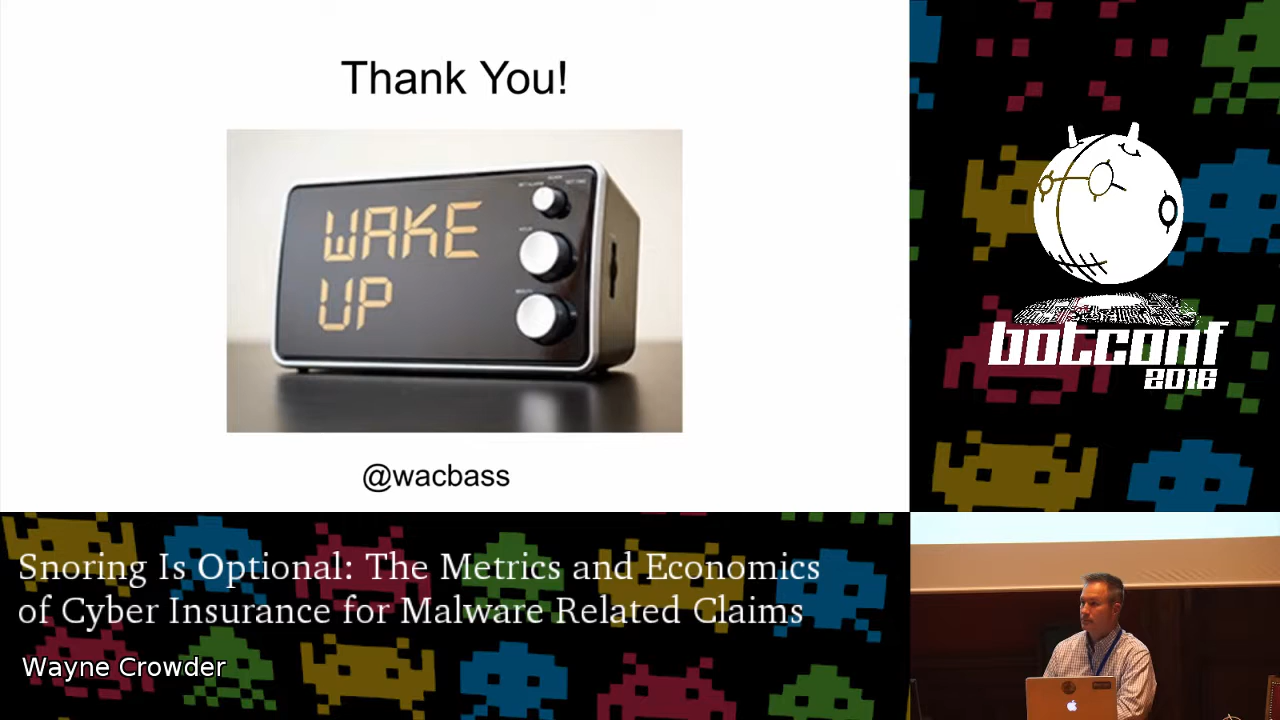 Thank You!
WAKE
UP
@wacbass
botconf
2016
Snoring Is Optional: The Metrics and Economics
of Cyber Insurance for Malware Related Claims
Wayne Crowder